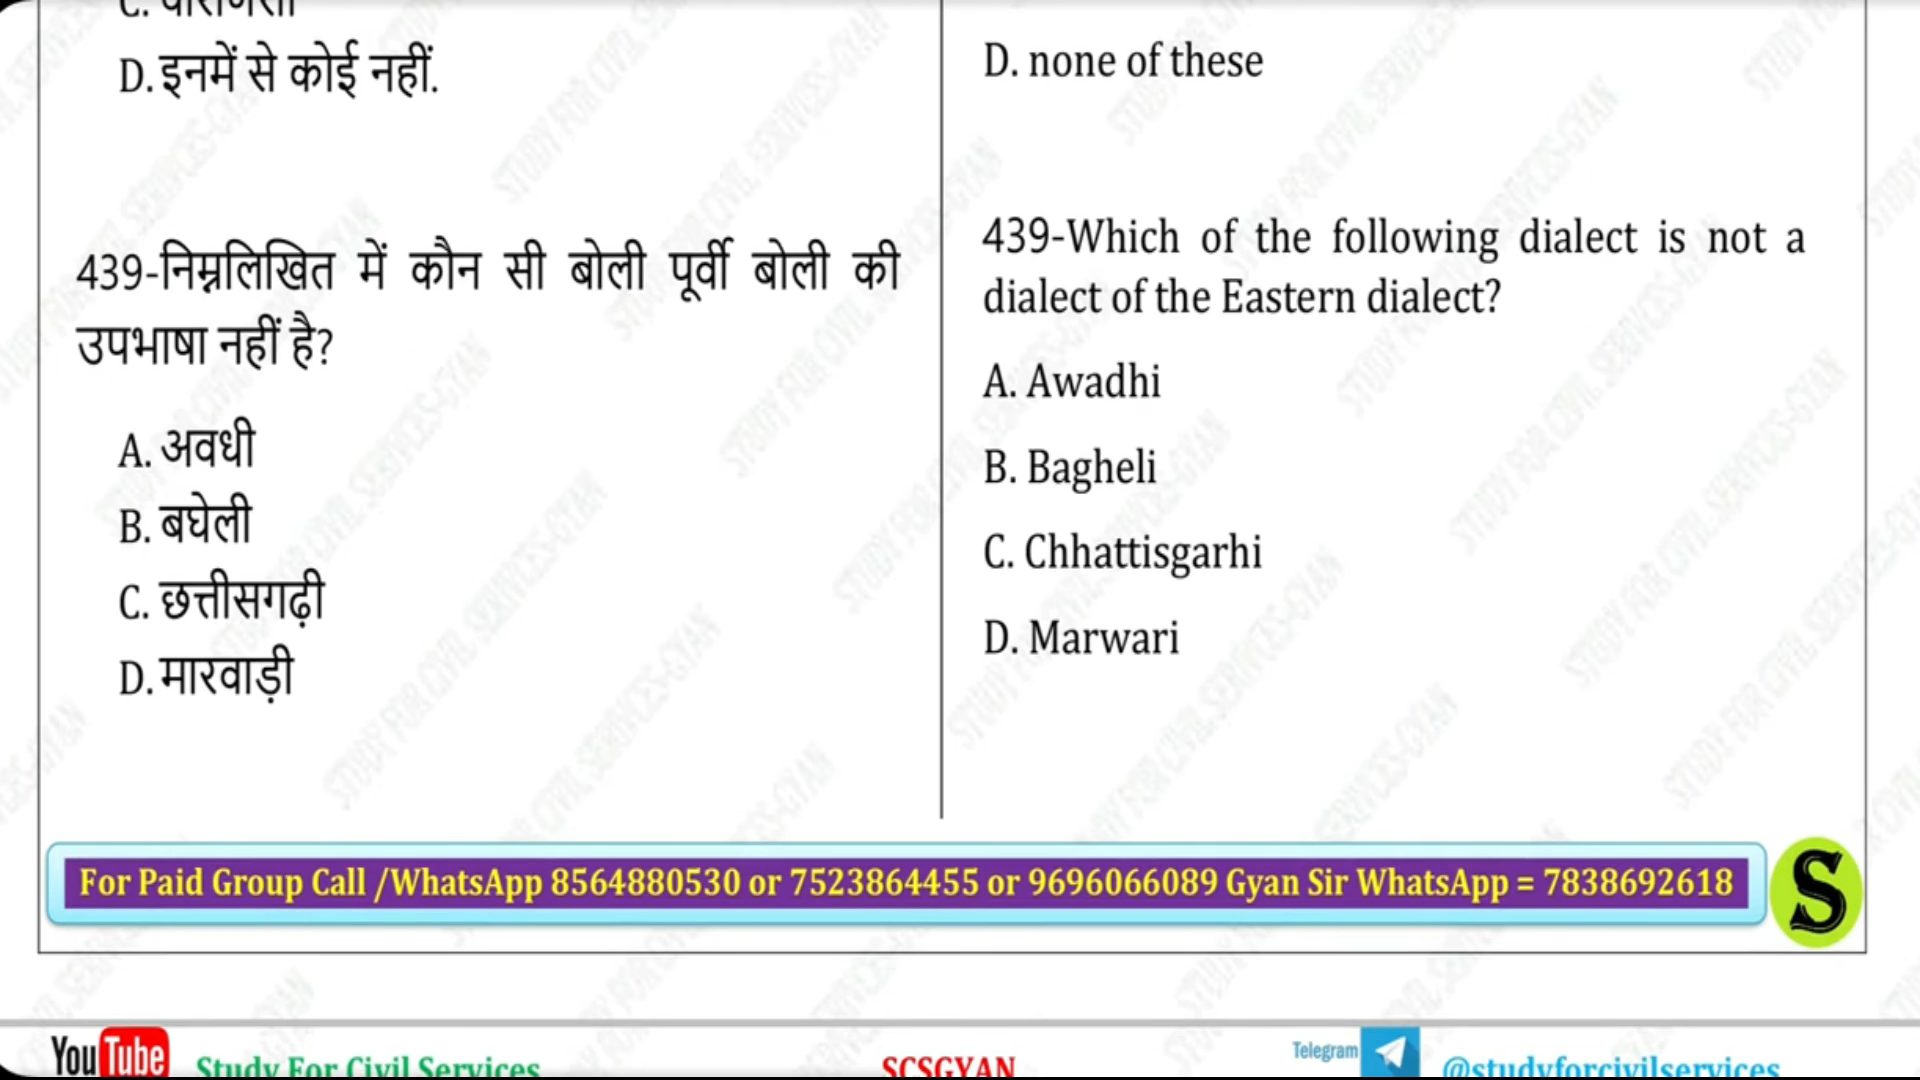 D. इनमें से कोई नहीं.
439-निम्नलिखित में कौन सी बोली पूर्वी बोली की
उपभाषा नहीं है?
A. अवधी
B. बघेली
C. छत्तीसगढ़ी
D. मारवाड़ी
D. none of these
439-Which of the following dialect is not a
dialect of the Eastern dialect?
A. Awadhi
B. Bagheli
C. Chhattisgarhi
D. Marwari
For Paid Group Call /WhatsApp 8564880530 or 7523864455 or 9696066089 Gyan Sir WhatsApp = 7838692618
S
YouTube Study For Civil Services SCSGYAN Telegram @studyforcivilservices